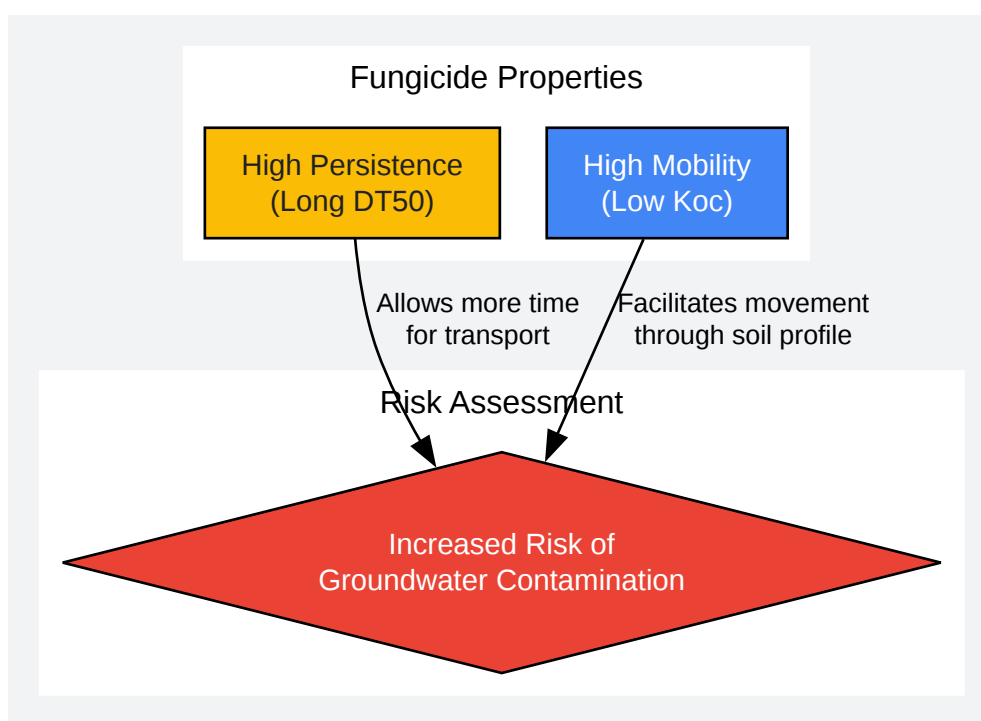 Fungicide Properties
High Persistence
(Long DT50)
High Mobility
(Low Koc)
Allows more time
for transport
Facilitates movement
through soil profile
Risk Assessment
Increased Risk of
Groundwater Contamination